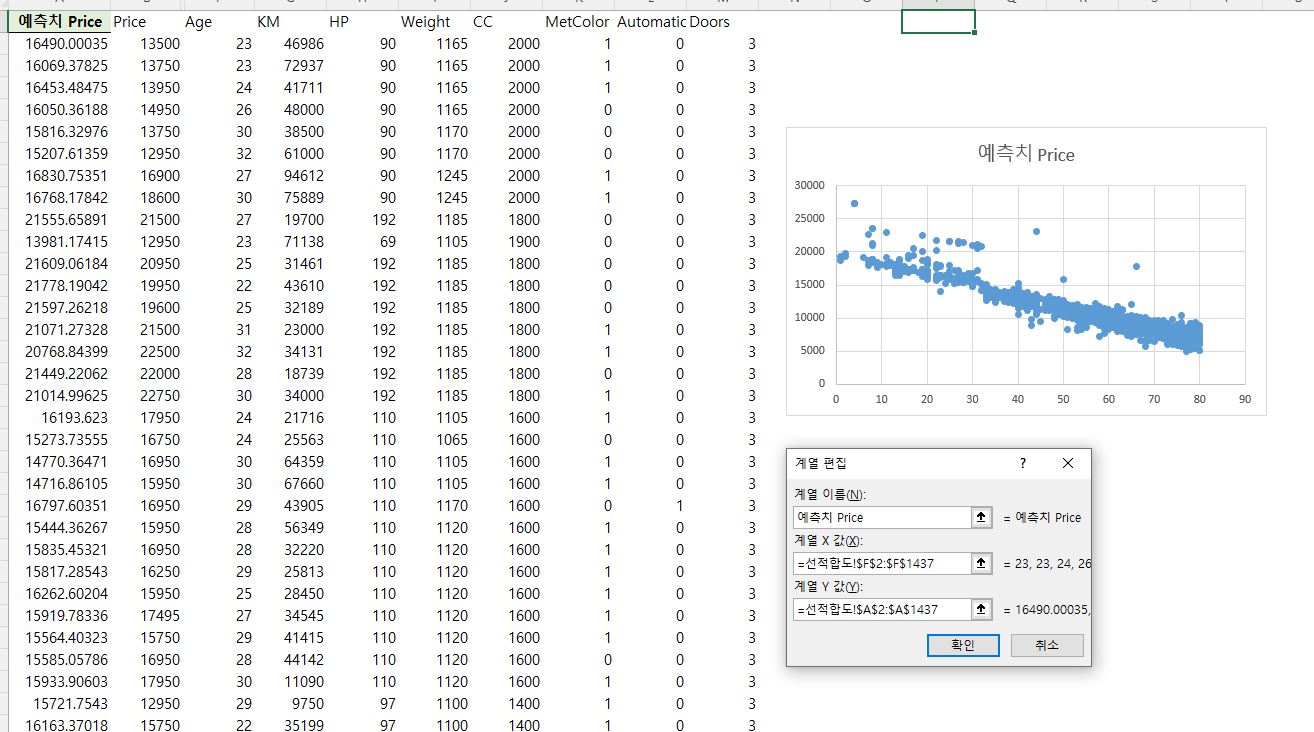 예측치 Price Price Age KM HP Weight CC MetColor Automatic Doors
16490.00035 13500 23 46986 90 1165 2000 1 0 3
16069.37825 13750 23 72937 90 1165 2000 1 0 3
16453.48475 13950 24 41711 90 1165 2000 1 0 3
16050.36188 14950 26 48000 90 1165 2000 0 0 3
15816.32976 13750 30 38500 90 1170 2000 0 0 3
15207.61359 12950 32 61000 90 1170 2000 0 0 3
16830.75351 16900 27 94612 90 1245 2000 1 0 3
16768.17842 18600 30 75889 90 1245 2000 1 0 3
21555.65891 21500 27 19700 192 1185 1800 0 0 3
13981.17415 12950 23 71138 69 1105 1900 0 0 3
21609.06184 20950 25 31461 192 1185 1800 0 0 3
21778.19042 19950 22 43610 192 1185 1800 0 0 3
21597.26218 19600 25 32189 192 1185 1800 0 0 3
21071.27328 21500 31 23000 192 1185 1800 1 0 3
20768.84399 22500 32 34131 192 1185 1800 1 0 3
21449.22062 22000 28 18739 192 1185 1800 0 0 3
21014.99625 22750 30 34000 192 1185 1800 1 0 3
16193.623 17950 24 21716 110 1105 1600 1 0 3
15273.73555 16750 24 25563 110 1065 1600 0 0 3
14770.36471 16950 30 64359 110 1105 1600 1 0 3
14716.86105 15950 30 67660 110 1105 1600 1 0 3
16797.60351 16950 29 43905 110 1170 1600 0 1 3
15444.36267 15950 28 56349 110 1120 1600 1 0 3
15835.45321 16950 28 32220 110 1120 1600 1 0 3
15817.28543 16250 29 25813 110 1120 1600 1 0 3
16262.60204 15950 25 28450 110 1120 1600 1 0 3
15919.78336 17495 27 34545 110 1120 1600 1 0 3
15564.40323 15750 29 41415 110 1120 1600 1 0 3
15585.05786 16950 28 44142 110 1120 1600 0 0 3
15933.90603 17950 30 11090 110 1120 1600 1 0 3
15721.7543 12950 29 9750 97 1100 1400 1 0 3
16163.37018 15750 22 35199 97 1100 1400 1 0 3
예측치 Price
30000
25000
20000
15000
10000
5000
0
0 10 20 30 40 50 60 70 80 90
계열 편집 ?
계열 이름(N):
예측치 Price = 예측치 Price
계열 X 값(X):
=선적합도!$F$2:$F$1437 = 23, 23, 24, 26
계열 Y 값(Y):
=선적합도!$A$2:$A$1437 = 16490.00035,
확인 취소